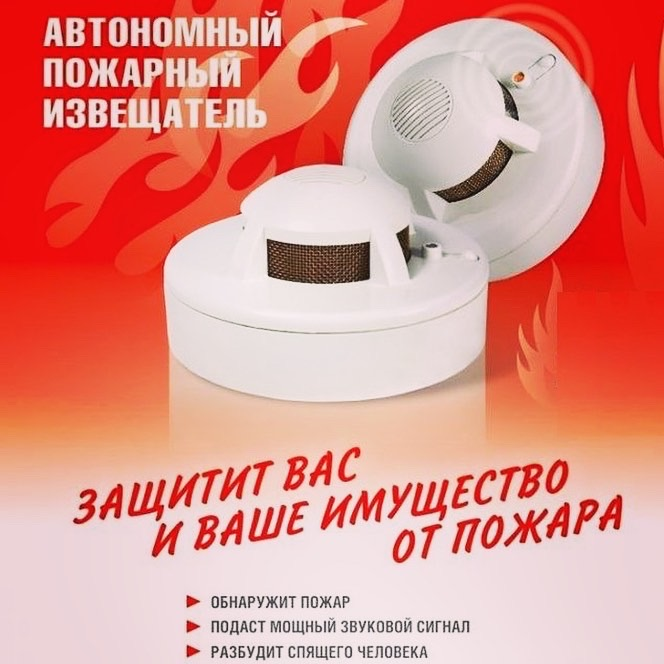 АВТОНОМНЫЙ
ПОЖАРНЫЙ
ИЗВЕЩАТЕЛЬ
ЗАЩИТИТ ВАС
И ВАШЕ ИМУЩЕСТВО
ОТ ПОЖАРА
ОБНАРУЖИТ ПОЖАР
ПОДАСТ МОЩНЫЙ ЗВУКОВОЙ СИГНАЛ
РАЗБУДИТ СПЯЩЕГО ЧЕЛОВЕКА